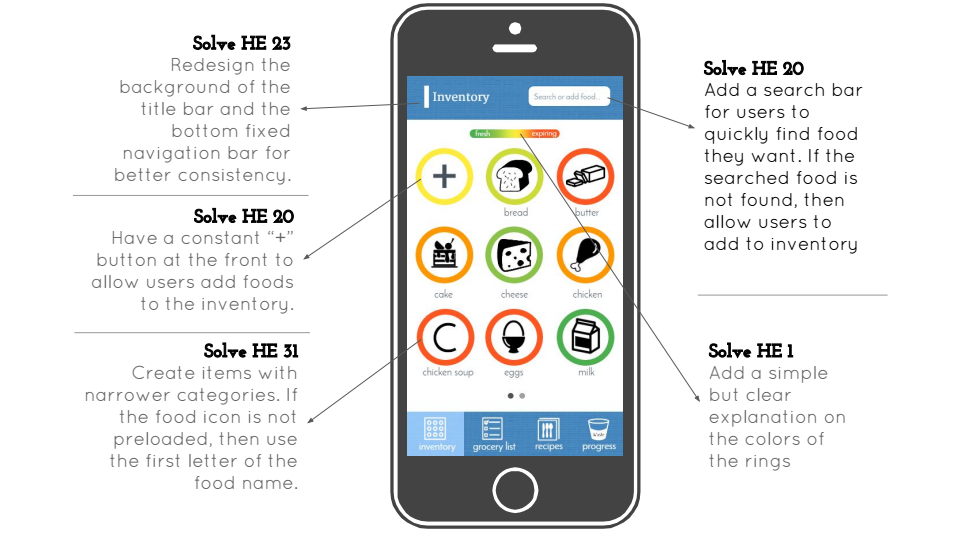 Solve HE 23
Redesign the
background of the
title bar and the
bottom fixed
navigation bar for
better consistency.
Solve HE 20
Have a constant “+”
button at the front to
allow users add foods
to the inventory.
Solve HE 31
Create items with
narrower categories. If
the food icon is not
preloaded, then use
the first letter of the
food name.
Inventory
Search or add food...
fresh
expiring
+
bread
butter
cake
cheese
chicken
C
chicken soup
eggs
milk
inventory
grocery list
recipes
progress
Solve HE 20
Add a search bar
for users to
quickly find food
they want. If the
searched food is
not found, then
allow users to
add to inventory
Solve HE 1
Add a simple
but clear
explanation on
the colors of
the rings